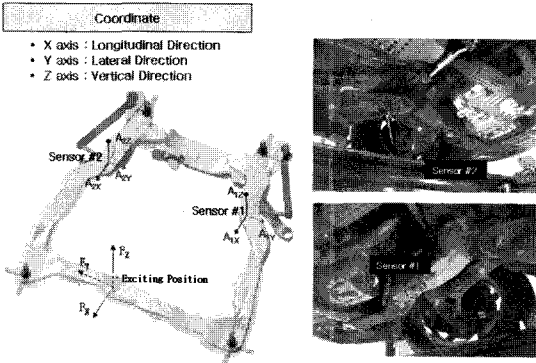 Coordinate
• X axis : Longitudinal Direction
• Y axis : Lateral Direction
• Z axis : Vertical Direction
A2Z
Sensor #2
A2X
A2Y
A1Z
Sensor #1
A1X
A1Y
FZ
FY
Exciting Position
FX
Sensor #2
Sensor #1